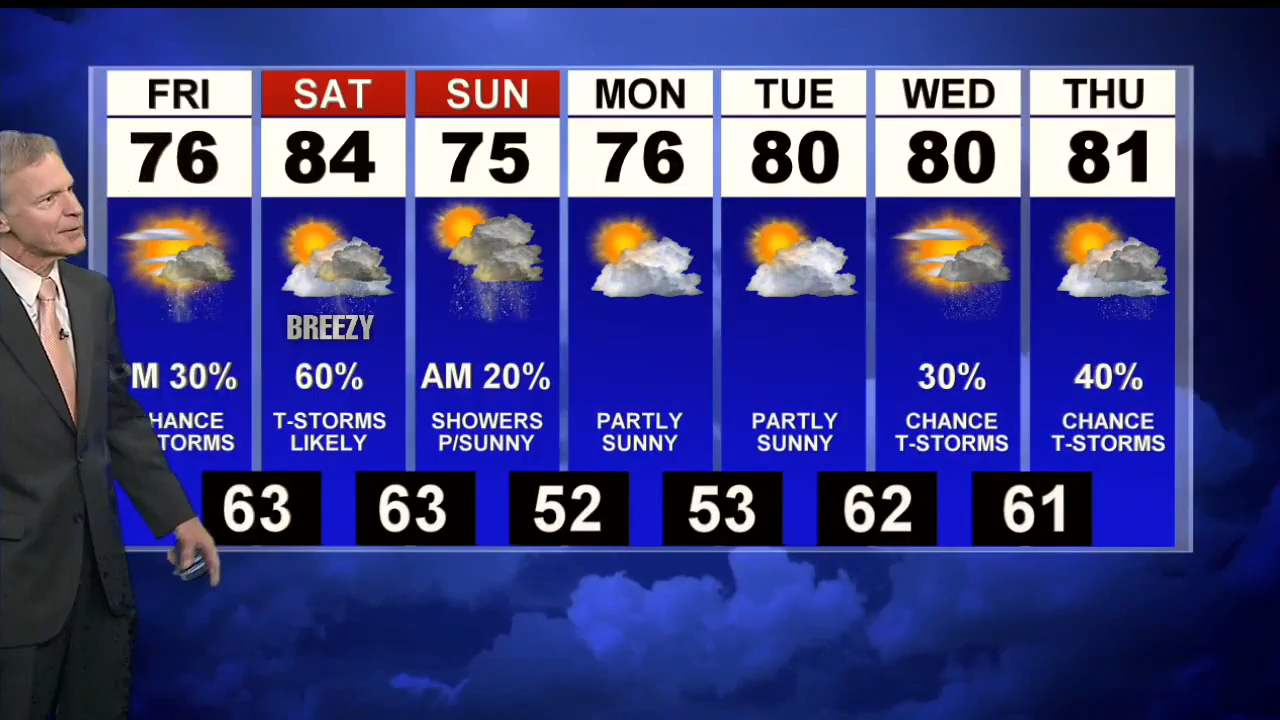 FRI SAT SUN MON TUE WED THU
76 84 75 76 80 80 81
BREEZY
M 30% 60% AM 20% 30% 40%
HANCE T-STORMS SHOWERS PARTLY PARTLY CHANCE CHANCE
TORMS LIKELY P/SUNNY SUNNY SUNNY T-STORMS T-STORMS
63 63 52 53 62 61